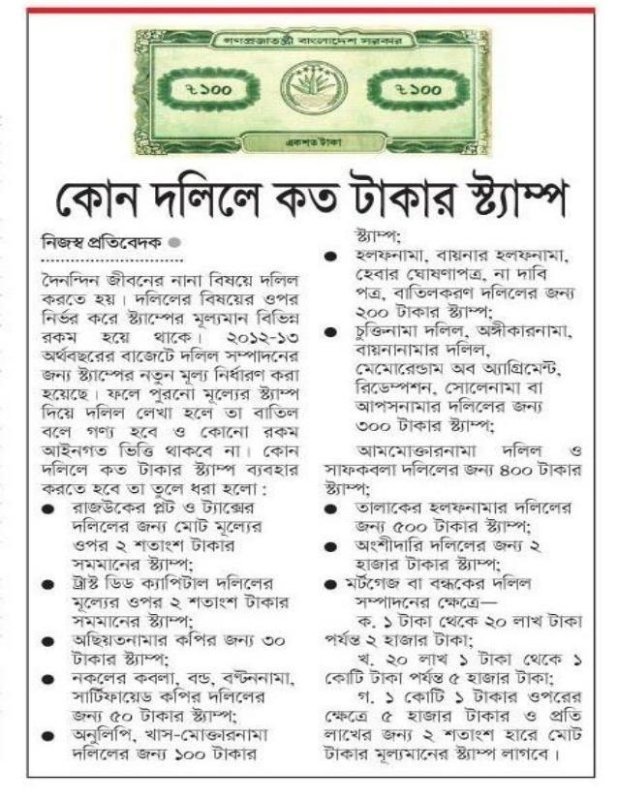 গণপ্রজাতন্ত্রী বাংলাদেশ সরকার
৳১০০
৳১০০
একশত টাকা
কোন দলিলে কত টাকার স্ট্যাম্প
নিজস্ব প্রতিবেদক ●
দৈনন্দিন জীবনের নানা বিষয়ে দলিল
করতে হয়। দলিলের বিষয়ের ওপর
নির্ভর করে স্ট্যাম্পের মূল্যমান বিভিন্ন
রকম হয়ে থাকে। ২০১২-১৩
অর্থবছরের বাজেটে দলিল সম্পাদনের
জন্য স্ট্যাম্পের নতুন মূল্য নির্ধারণ করা
হয়েছে। ফলে পুরনো মূল্যের স্ট্যাম্প
দিয়ে দলিল লেখা হলে তা বাতিল
বলে গণ্য হবে ও কোনো রকম
আইনগত ভিত্তি থাকবে না। কোন
দলিলে কত টাকার স্ট্যাম্প ব্যবহার
করতে হবে তা তুলে ধরা হলো :
● রাজউকের প্লট ও ট্যাক্সের
দলিলের জন্য মোট মূল্যের
ওপর ২ শতাংশ টাকার
সমমানের স্ট্যাম্প;
● ট্রাস্ট ডিড ক্যাপিটাল দলিলের
মূল্যের ওপর ২ শতাংশ টাকার
সমমানের স্ট্যাম্প;
● অছিয়তনামার কপির জন্য ৩০
টাকার স্ট্যাম্প;
● নকলের কবলা, বন্ড, বণ্টননামা,
সার্টিফায়েড কপির দলিলের
জন্য ৫০ টাকার স্ট্যাম্প;
● অনুলিপি, খাস-মোক্তারনামা
দলিলের জন্য ১০০ টাকার
স্ট্যাম্প;
● হলফনামা, বায়নার হলফনামা,
হেবার ঘোষণাপত্র, না দাবি
পত্র, বাতিলকরণ দলিলের জন্য
২০০ টাকার স্ট্যাম্প;
● চুক্তিনামা দলিল, অঙ্গীকারনামা,
বায়নানামার দলিল,
মেমোরেন্ডাম অব অ্যাগ্রিমেন্ট,
রিডেম্পশন, সোলেনামা বা
আপসনামার দলিলের জন্য
৩০০ টাকার স্ট্যাম্প;
আমমোক্তারনামা দলিল ও
সাফকবলা দলিলের জন্য ৪০০ টাকার
স্ট্যাম্প;
● তালাকের হলফনামার দলিলের
জন্য ৫০০ টাকার স্ট্যাম্প;
● অংশীদারি দলিলের জন্য ২
হাজার টাকার স্ট্যাম্প;
● মর্টগেজ বা বন্ধকের দলিল
সম্পাদনের ক্ষেত্রে—
ক. ১ টাকা থেকে ২০ লাখ টাকা
পর্যন্ত ২ হাজার টাকা;
খ. ২০ লাখ ১ টাকা থেকে ১
কোটি টাকা পর্যন্ত ৫ হাজার টাকা;
গ. ১ কোটি ১ টাকার ওপরের
ক্ষেত্রে ৫ হাজার টাকার ও প্রতি
লাখের জন্য ২ শতাংশ হারে মোট
টাকার মূল্যমানের স্ট্যাম্প লাগবে।